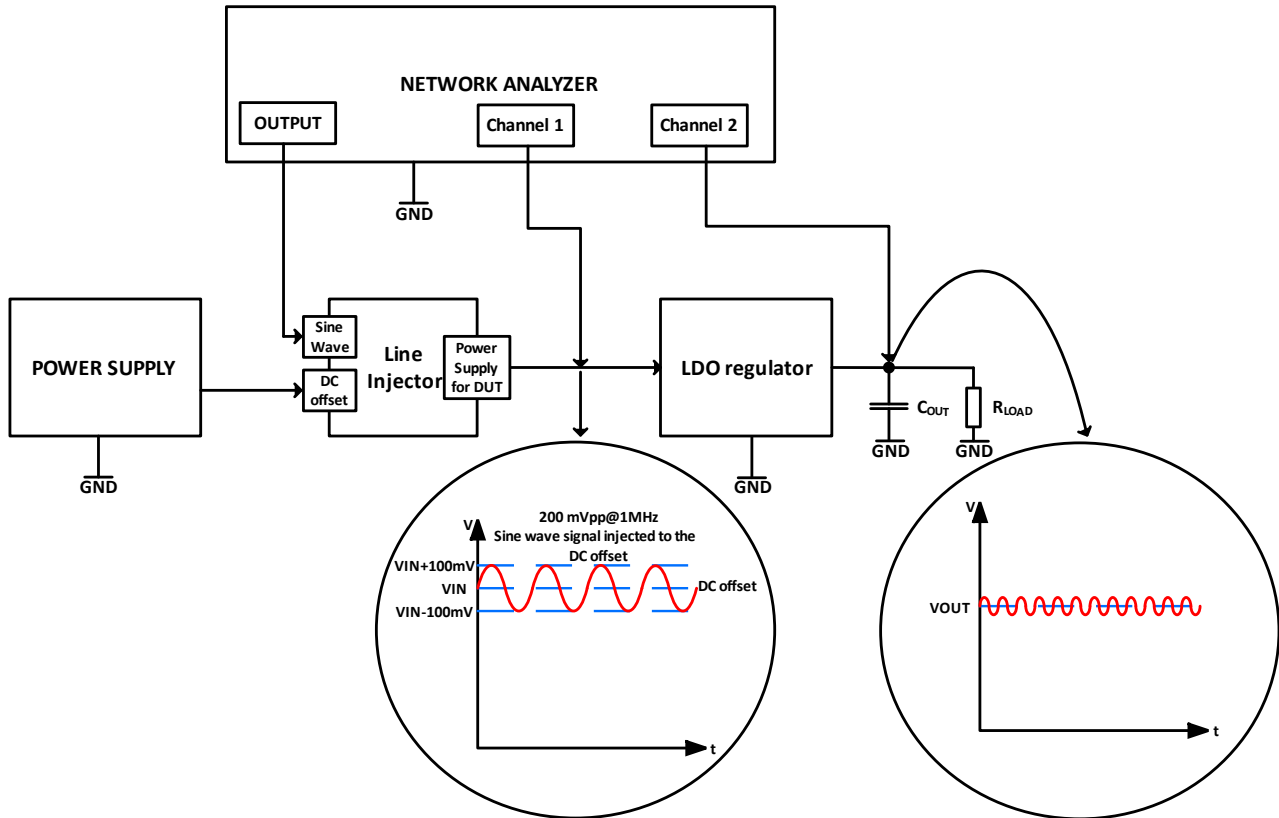 NETWORK ANALYZER
OUTPUT
Channel 1
Channel 2
GND
POWER SUPPLY
GND
Sine
Wave
DC
offset
Line
Injector
Power
Supply
for DUT
LDO regulator
GND
COUT
GND
RLOAD
GND
V
200 mVpp@1MHz
Sine wave signal injected to the
DC offset
VIN+100mV
VIN
VIN-100mV
DC offset
t
V
VOUT
t